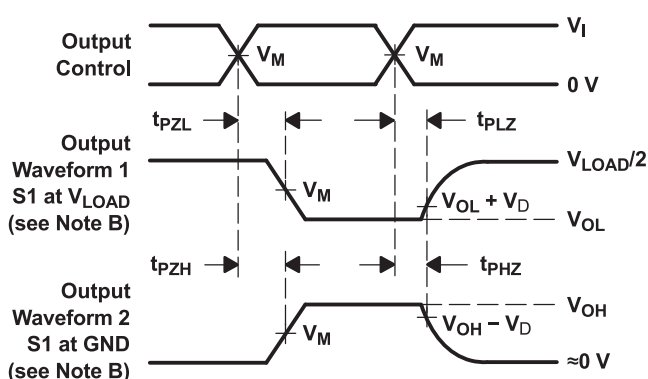 Output
Control
V_M
V_M
V_I
0 V
t_PZL
t_PLZ
Output
Waveform 1
S1 at V_LOAD
(see Note B)
V_M
V_LOAD/2
V_OL + V_D
V_OL
t_PZH
t_PHZ
Output
Waveform 2
S1 at GND
(see Note B)
V_M
V_OH
V_OH − V_D
≈0 V